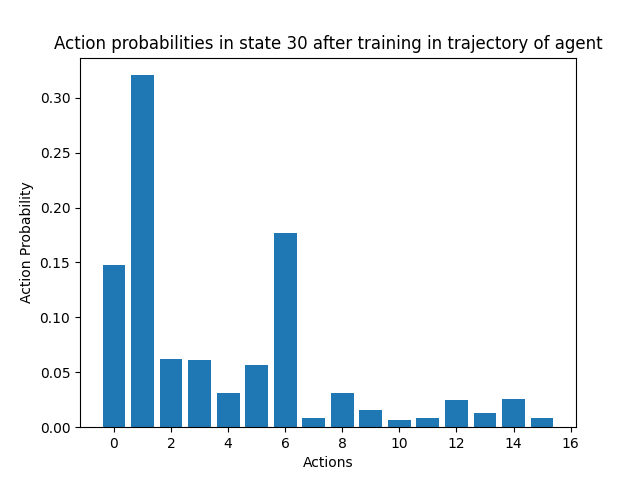 Action probabilities in state 30 after training in trajectory of agent
0.30
0.25
0.20
0.15
0.10
0.05
0.00
Action Probability
0 2 4 6 8 10 12 14 16
Actions